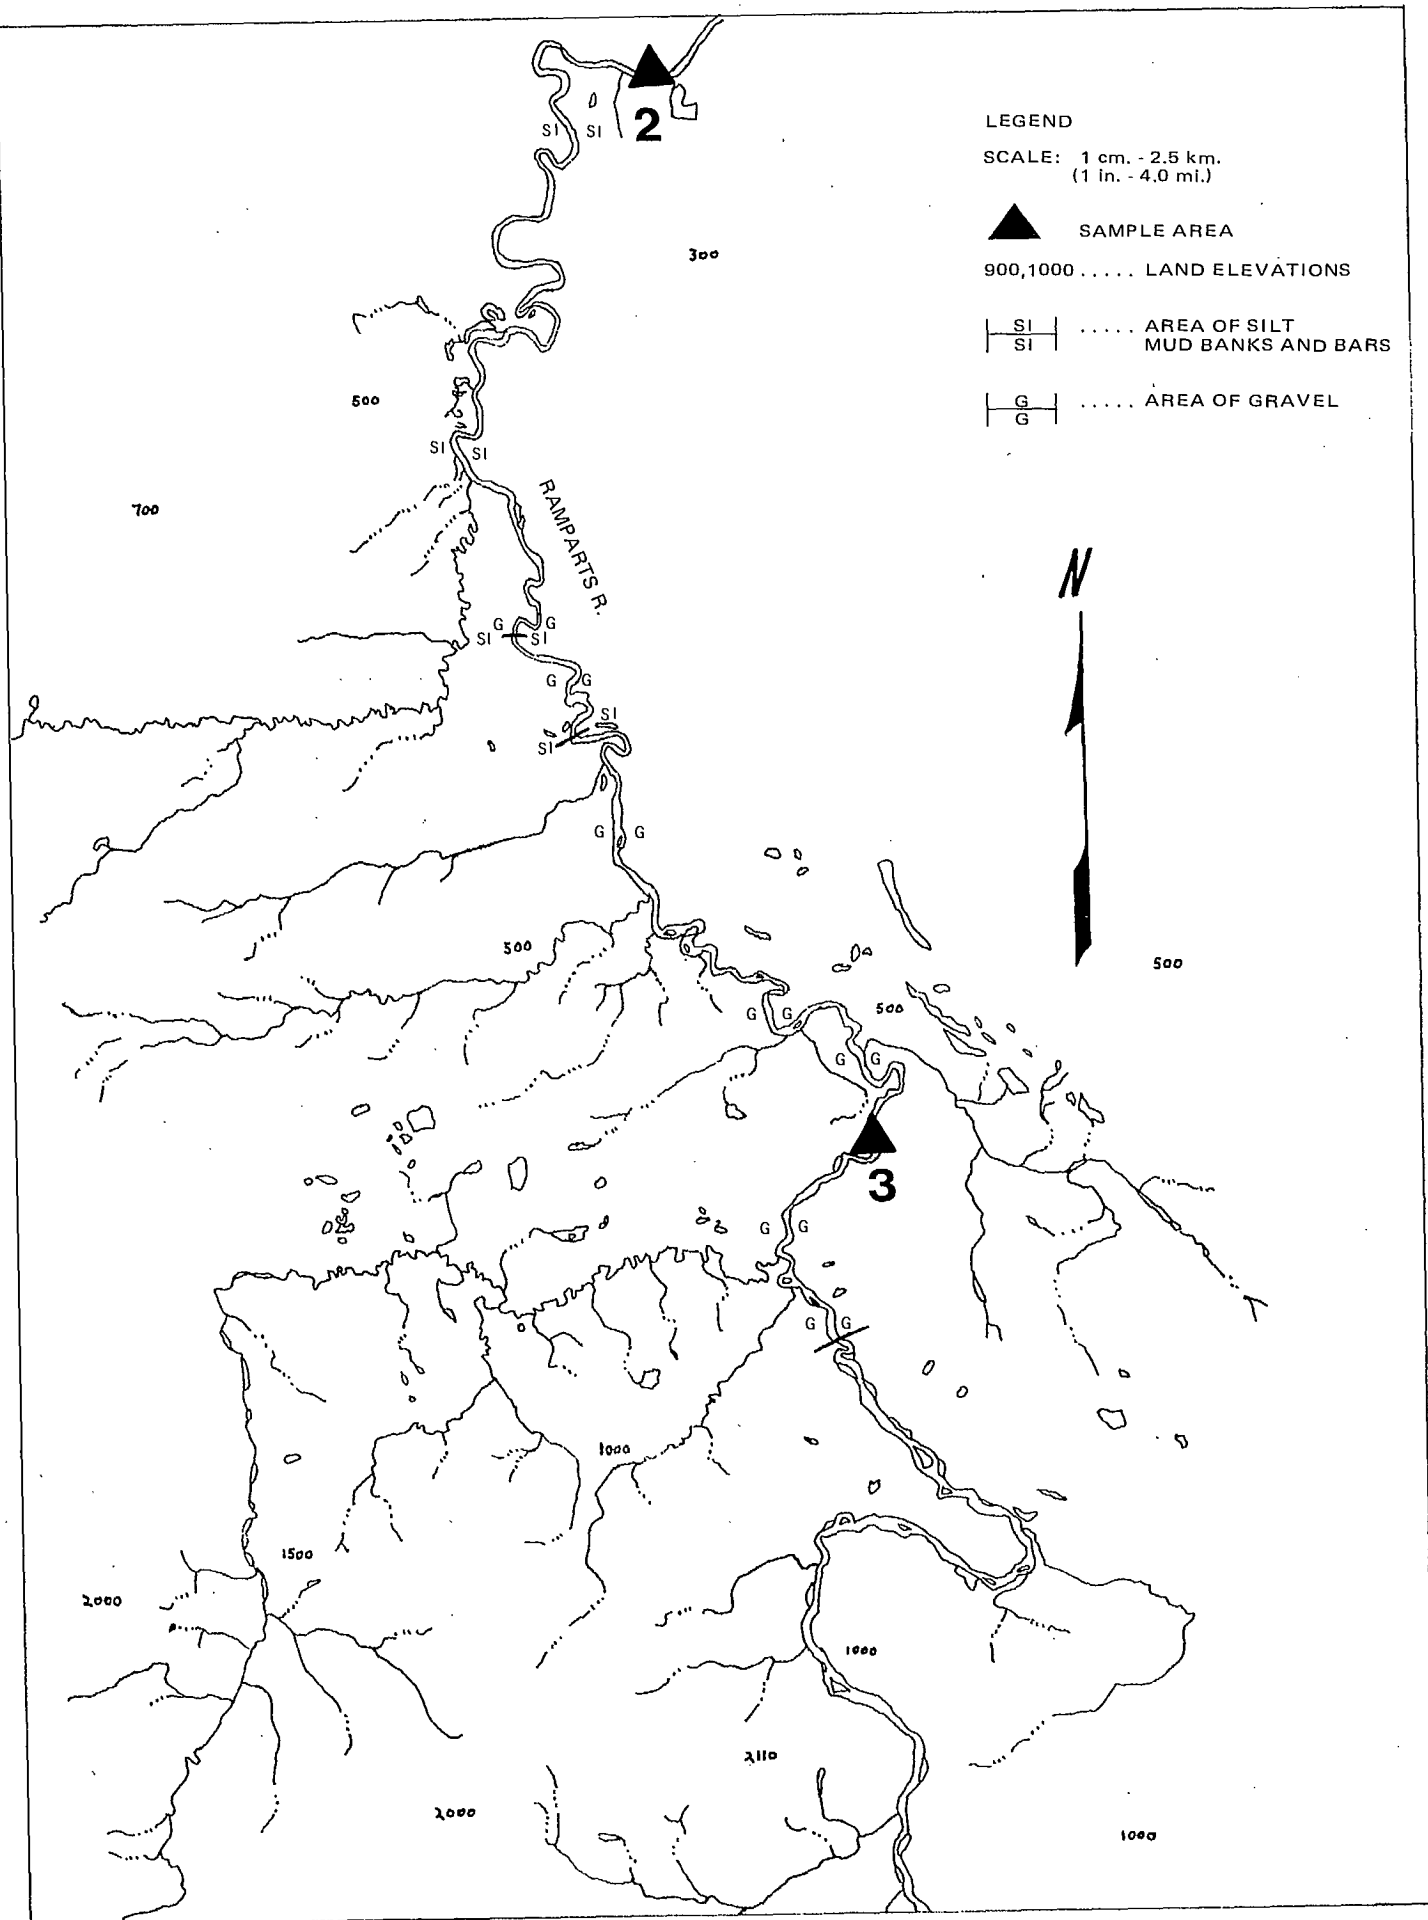 2
SI SI
LEGEND
SCALE: 1 cm. - 2.5 km.
(1 in. - 4.0 mi.)
SAMPLE AREA
900,1000 ..... LAND ELEVATIONS
SI
SI
..... AREA OF SILT
MUD BANKS AND BARS
G
G
..... AREA OF GRAVEL
300
500
SI SI
700
RAMPARTS R.
N
G G
SI SI
G G
SI
SI
G G
500
500
G G
500
G G
3
G G
G G
1000
1500
2000
1000
2110
2000
1000